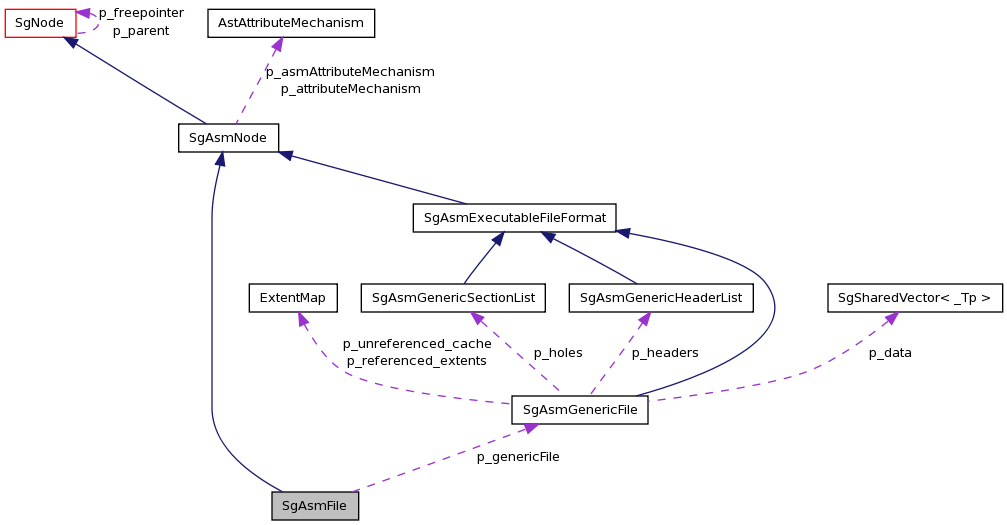 SgNode
p_freepointer
p_parent
AstAttributeMechanism
p_asmAttributeMechanism
p_attributeMechanism
SgAsmNode
SgAsmExecutableFileFormat
ExtentMap
SgAsmGenericSectionList
SgAsmGenericHeaderList
SgSharedVector< _Tp >
p_unreferenced_cache
p_referenced_extents
p_holes
p_headers
p_data
SgAsmGenericFile
p_genericFile
SgAsmFile